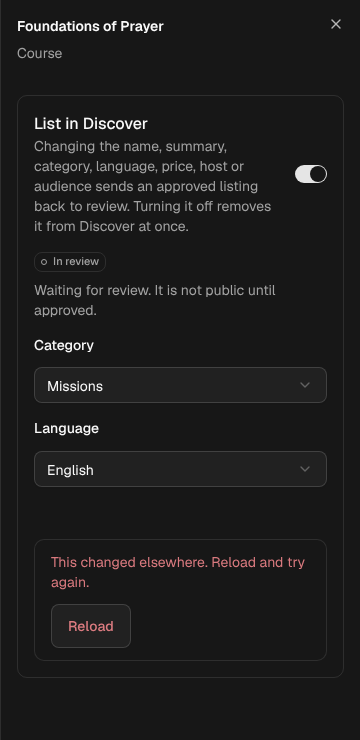 Foundations of Prayer
Course
List in Discover
Changing the name, summary,
category, language, price, host or
audience sends an approved listing
back to review. Turning it off removes
it from Discover at once.
In review
Waiting for review. It is not public until
approved.
Category
Missions
Language
English
This changed elsewhere. Reload and try
again.
Reload